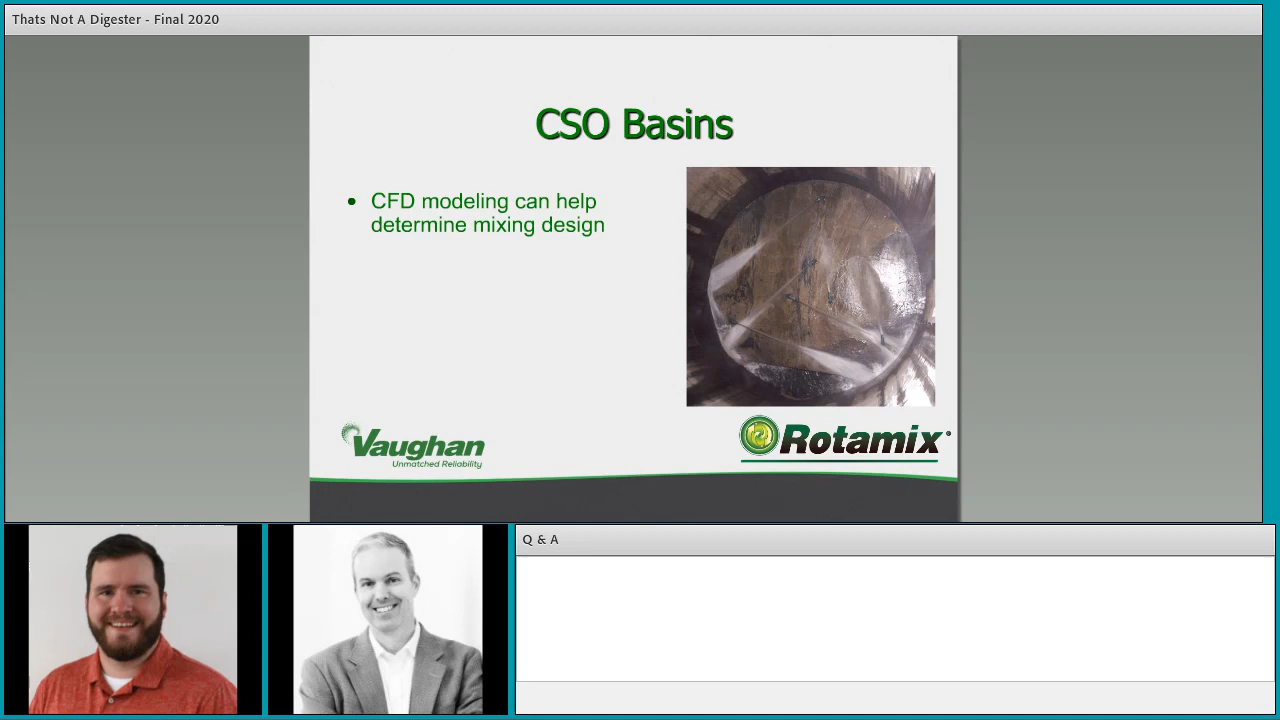 Thats Not A Digester - Final 2020
CSO Basins
• CFD modeling can help
determine mixing design
Vaughan
Unmatched Reliability
Rotamix
Q & A